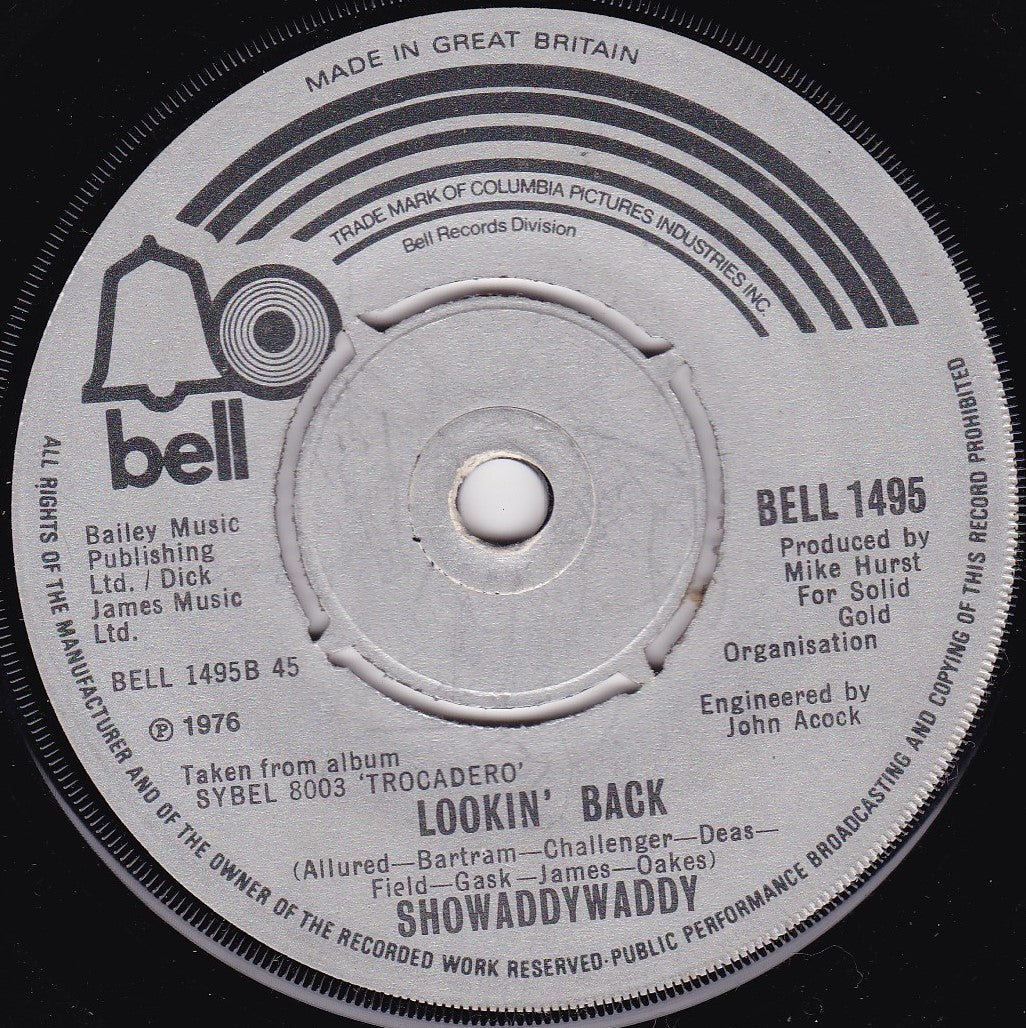 MADE IN GREAT BRITAIN
TRADE MARK OF COLUMBIA PICTURES INDUSTRIES INC.
Bell Records Division
bell
BELL 1495
Bailey Music
Publishing
Ltd. / Dick
James Music
Ltd.
BELL 1495B 45
℗ 1976
Produced by
Mike Hurst
For Solid
Gold
Organisation
Engineered by
John Acock
Taken from album
SYBEL 8003 'TROCADERO'
LOOKIN' BACK
(Allured—Bartram—Challenger—Deas—
Field—Gask—James—Oakes)
SHOWADDYWADDY
ALL RIGHTS OF THE MANUFACTURER AND OF THE OWNER OF THE RECORDED WORK RESERVED·PUBLIC PERFORMANCE BROADCASTING AND COPYING OF THIS RECORD PROHIBITED